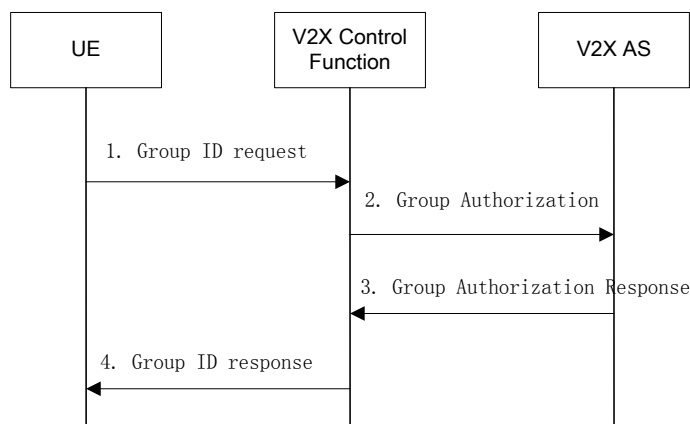 UE
V2X Control
Function
V2X AS
1. Group ID request
2. Group Authorization
3. Group Authorization Response
4. Group ID response